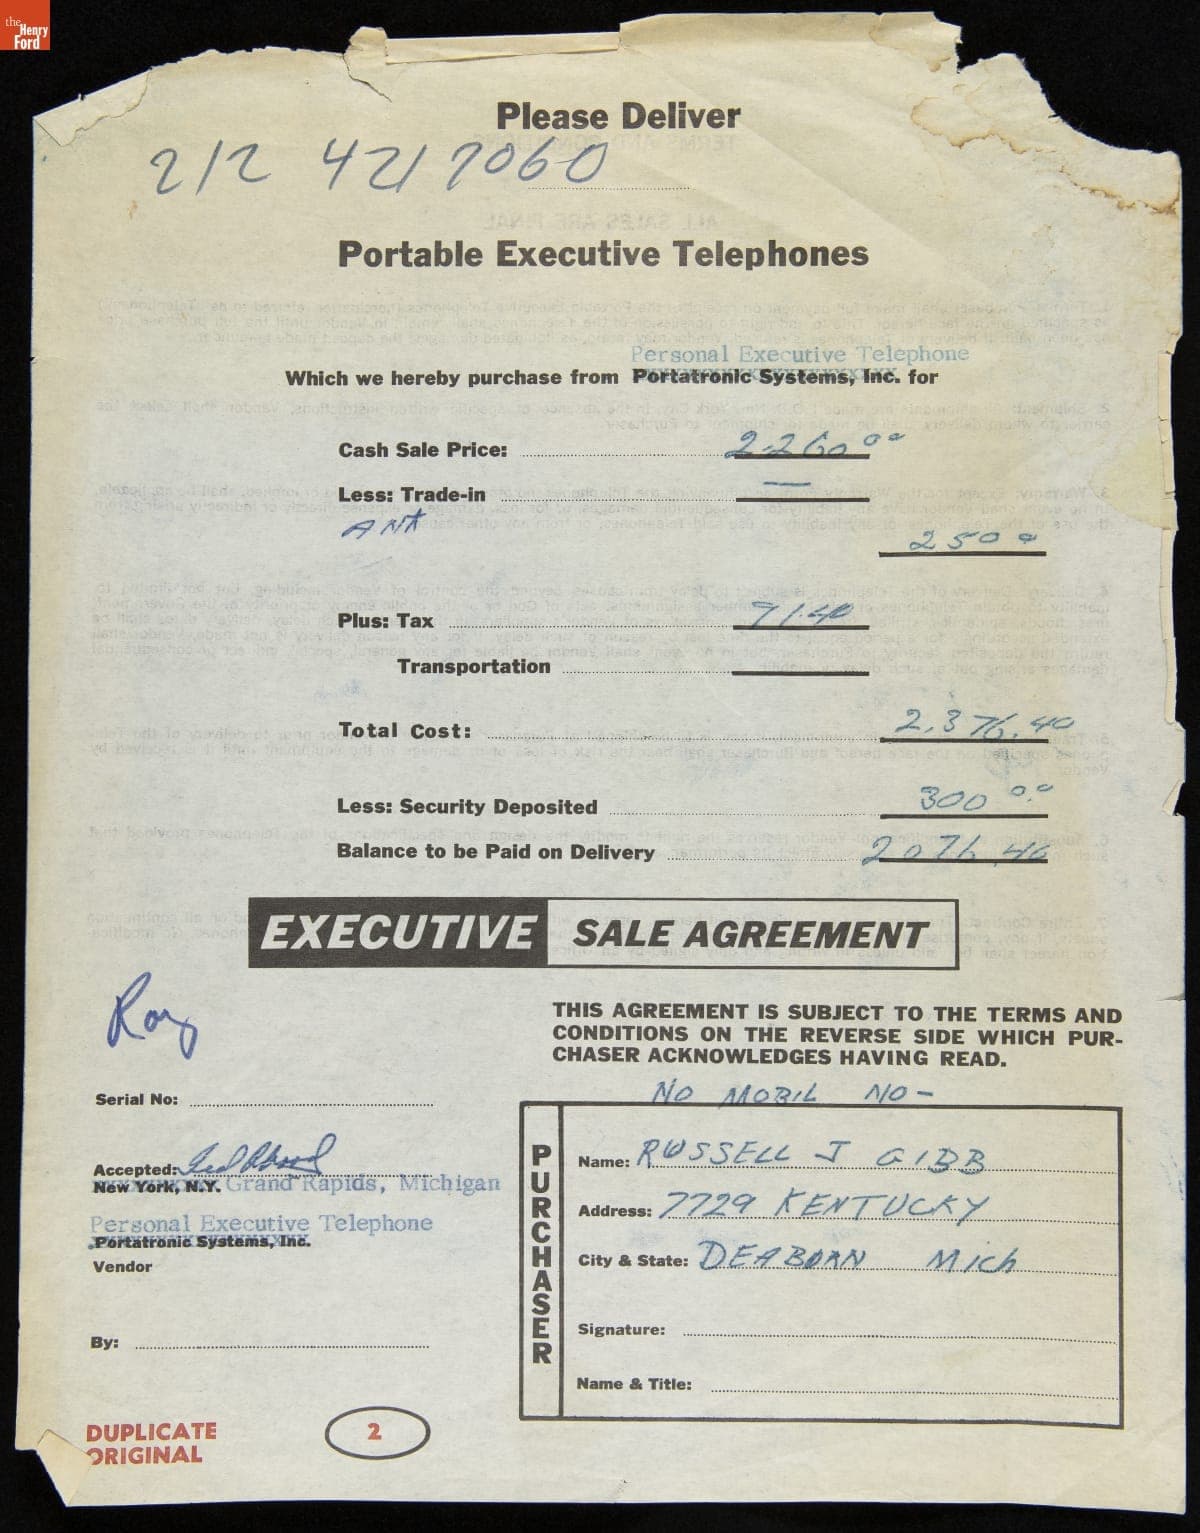 the Henry Ford
Please Deliver
212 421 7060
Portable Executive Telephones
Personal Executive Telephone
Which we hereby purchase from Portatronic Systems, Inc. for
Cash Sale Price: 2260 00
Less: Trade-in —
ANT
25 00
Plus: Tax 91.40
Transportation
Total Cost: 2,376.40
Less: Security Deposited 300 00
Balance to be Paid on Delivery 2076.40
EXECUTIVE SALE AGREEMENT
Roy
THIS AGREEMENT IS SUBJECT TO THE TERMS AND
CONDITIONS ON THE REVERSE SIDE WHICH PUR-
CHASER ACKNOWLEDGES HAVING READ.
NO MOBIL NO -
Serial No:
Accepted:
New York, N.Y. Grand Rapids, Michigan
Personal Executive Telephone
Portatronic Systems, Inc.
Vendor
By:
PURCHASER
Name: RUSSELL J GIBB
Address: 7729 KENTUCKY
City & State: DEABORN Mich
Signature:
Name & Title:
DUPLICATE
ORIGINAL
2